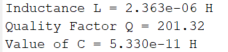 Inductance L = 2.363e-06 H
Quality Factor Q = 201.32
Value of C = 5.330e-11 H